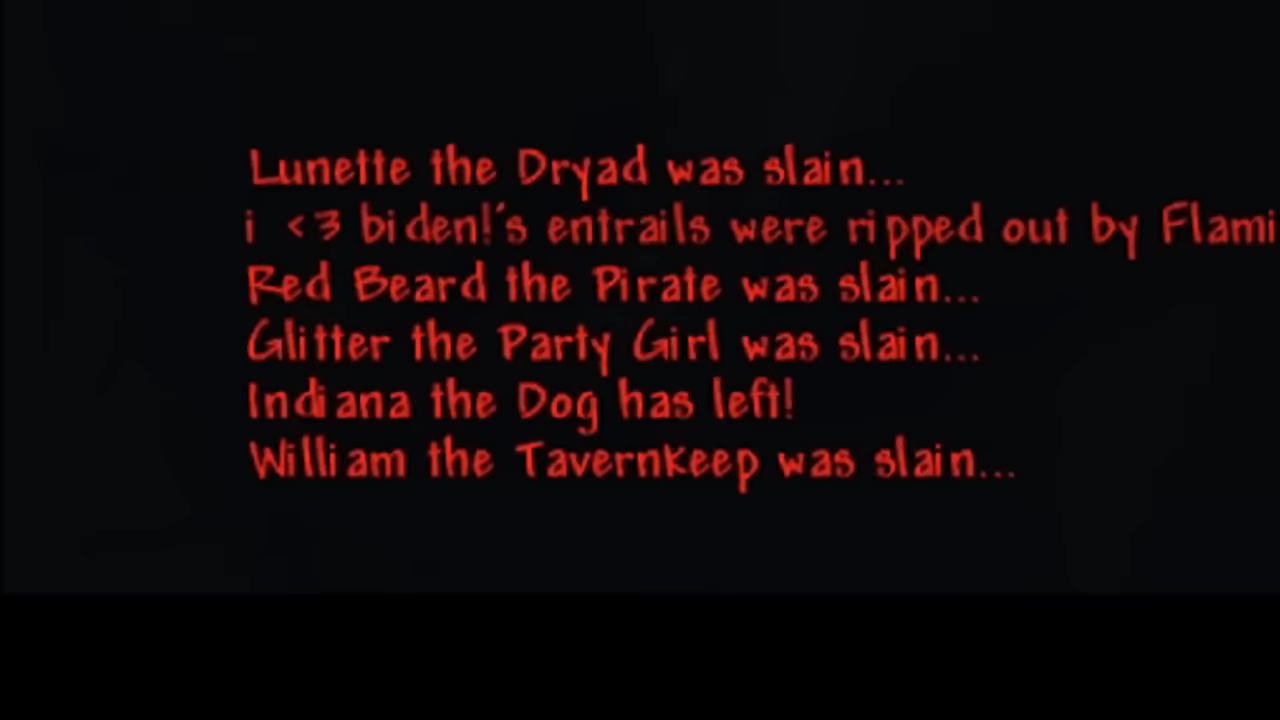 Lunette the Dryad was slain...
i <3 biden!'s entrails were ripped out by Flami
Red Beard the Pirate was slain...
Glitter the Party Girl was slain...
Indiana the Dog has left!
William the Tavernkeep was slain...